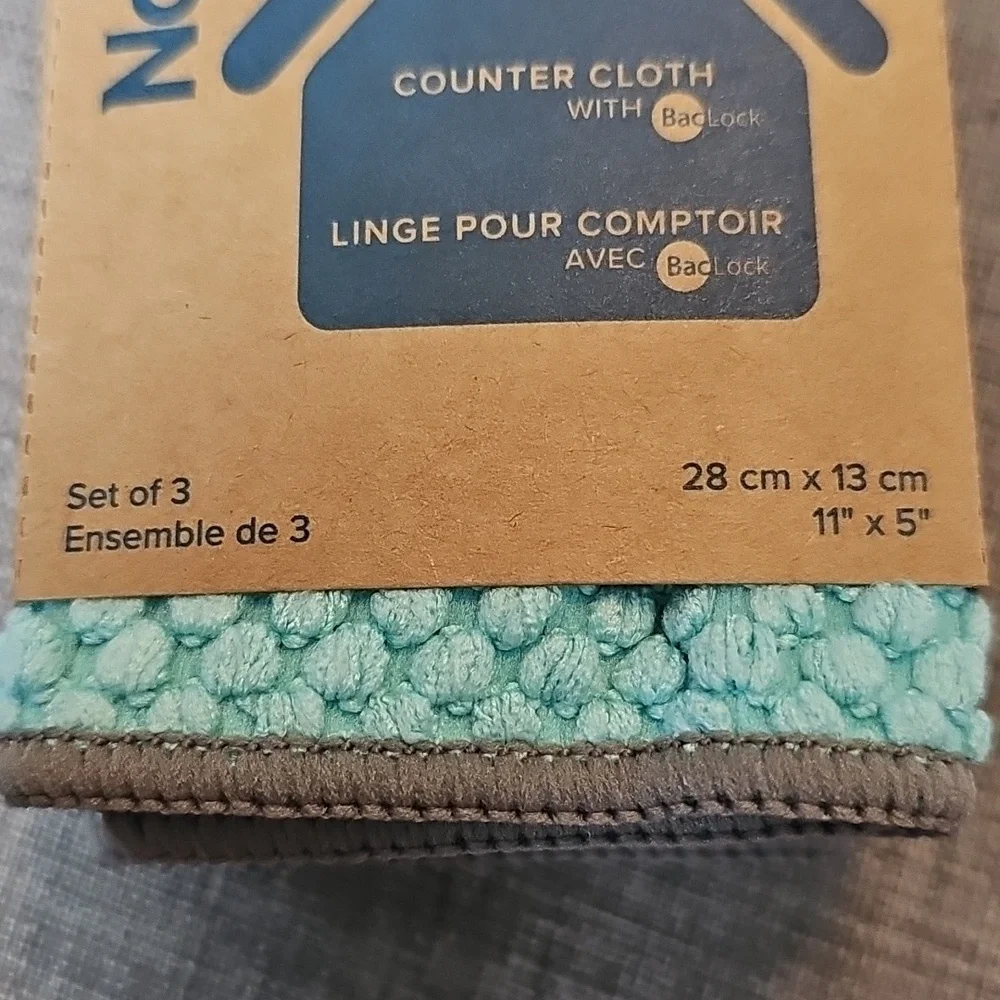 COUNTER CLOTH
WITH BacLock
LINGE POUR COMPTOIR
AVEC BacLock
Set of 3
Ensemble de 3
28 cm x 13 cm
11" x 5"